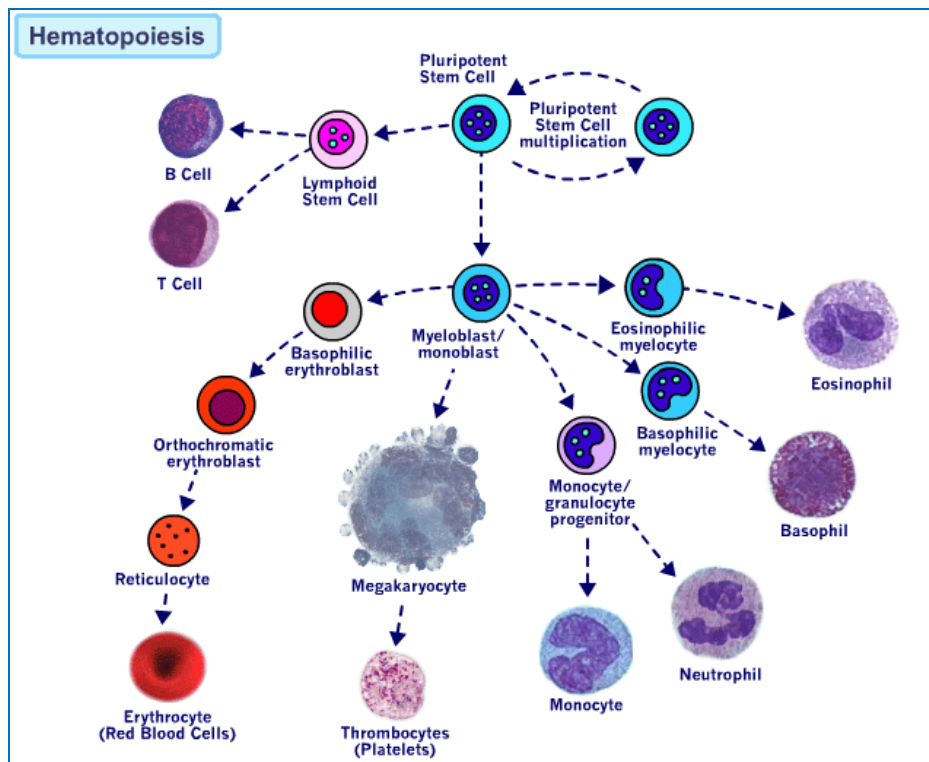 Hematopoiesis
Pluripotent
Stem Cell
Pluripotent
Stem Cell
multiplication
B Cell
Lymphoid
Stem Cell
T Cell
Basophilic
erythroblast
Myeloblast/
monoblast
Eosinophilic
myelocyte
Eosinophil
Orthochromatic
erythroblast
Basophilic
myelocyte
Monocyte/
granulocyte
progenitor
Basophil
Reticulocyte
Megakaryocyte
Neutrophil
Monocyte
Erythrocyte
(Red Blood Cells)
Thrombocytes
(Platelets)